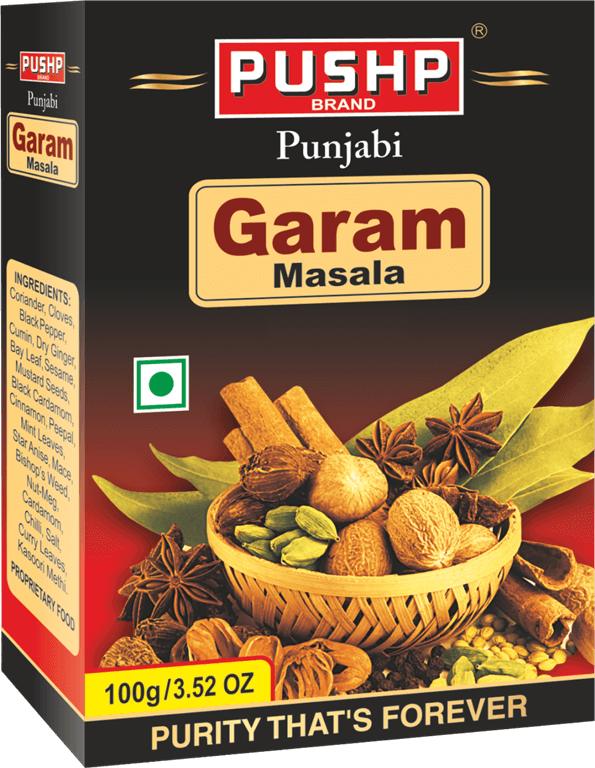 PUSHP
BRAND
®
Punjabi
Garam
Masala
100g/3.52 OZ
PURITY THAT'S FOREVER
PUSHP
BRAND
Punjabi
Garam
Masala
INGREDIENTS:
Coriander, Cloves,
Black Pepper,
Cumin, Dry Ginger,
Bay Leaf, Sesame,
Mustard Seeds,
Black Cardamom,
Cinnamon, Peepal,
Mint Leaves,
Star Anise, Mace,
Bishop's Weed,
Nut-Meg,
Cardamom,
Chilli, Salt,
Curry Leaves,
Kasoori Methi.
PROPRIETARY FOOD